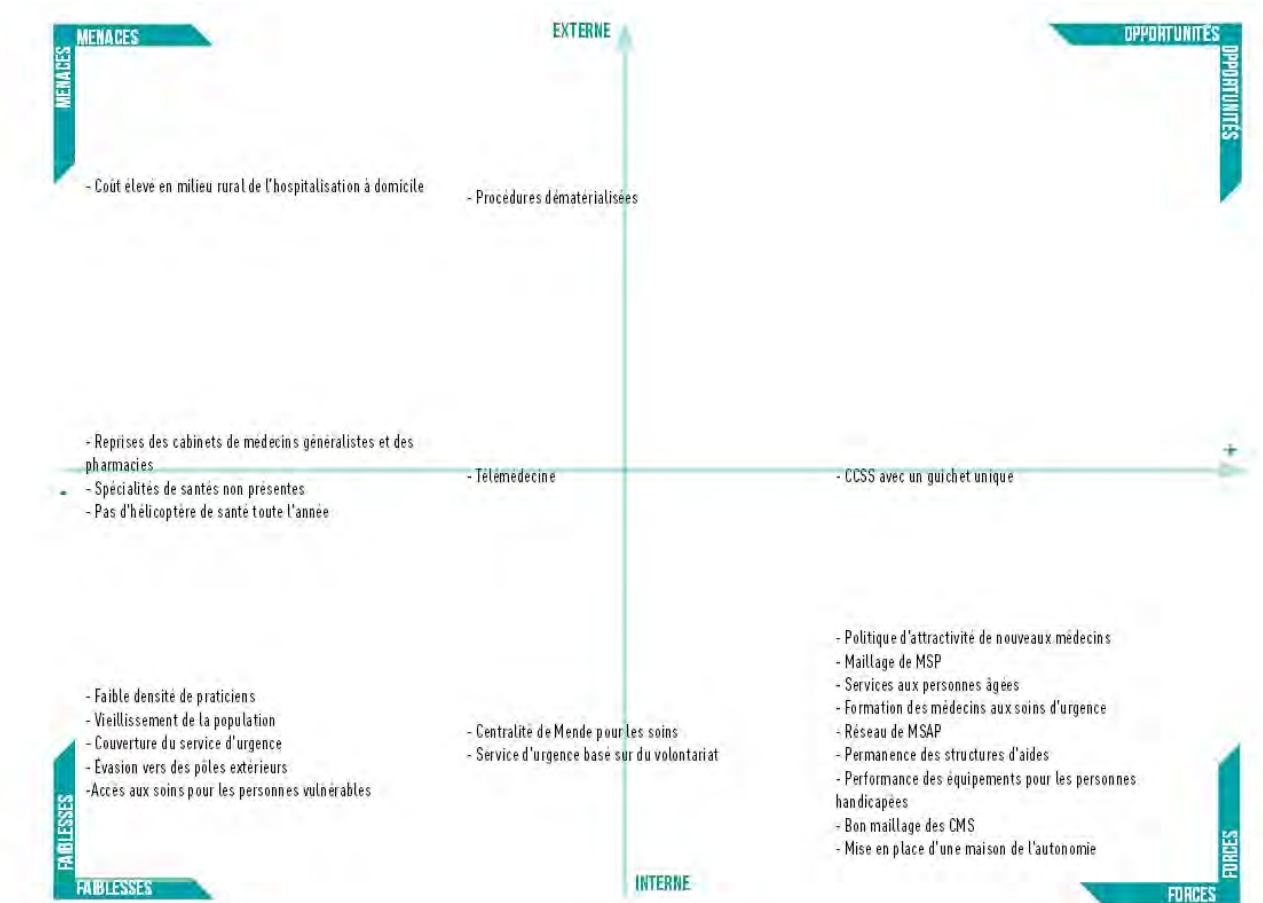 MENACES
MENACES
EXTERNE
OPPORTUNITÉS
OPPORTUNITÉS
- Coût élevé en milieu rural de l'hospitalisation à domicile
- Procédures dématérialisées
- Reprises des cabinets de médecins généralistes et des
pharmacies
- Spécialités de santés non présentes
- Pas d'hélicoptère de santé toute l'année
- Télémédecine
- CCSS avec un guichet unique
+
-
- Faible densité de praticiens
- Vieillissement de la population
- Couverture du service d'urgence
- Évasion vers des pôles extérieurs
-Accès aux soins pour les personnes vulnérables
- Centralité de Mende pour les soins
- Service d'urgence basé sur du volontariat
- Politique d'attractivité de nouveaux médecins
- Maillage de MSP
- Services aux personnes âgées
- Formation des médecins aux soins d'urgence
- Réseau de MSAP
- Permanence des structures d'aides
- Performance des équipements pour les personnes
handicapées
- Bon maillage des CMS
- Mise en place d'une maison de l'autonomie
FAIBLESSES
FAIBLESSES
INTERNE
FORCES
FORCES